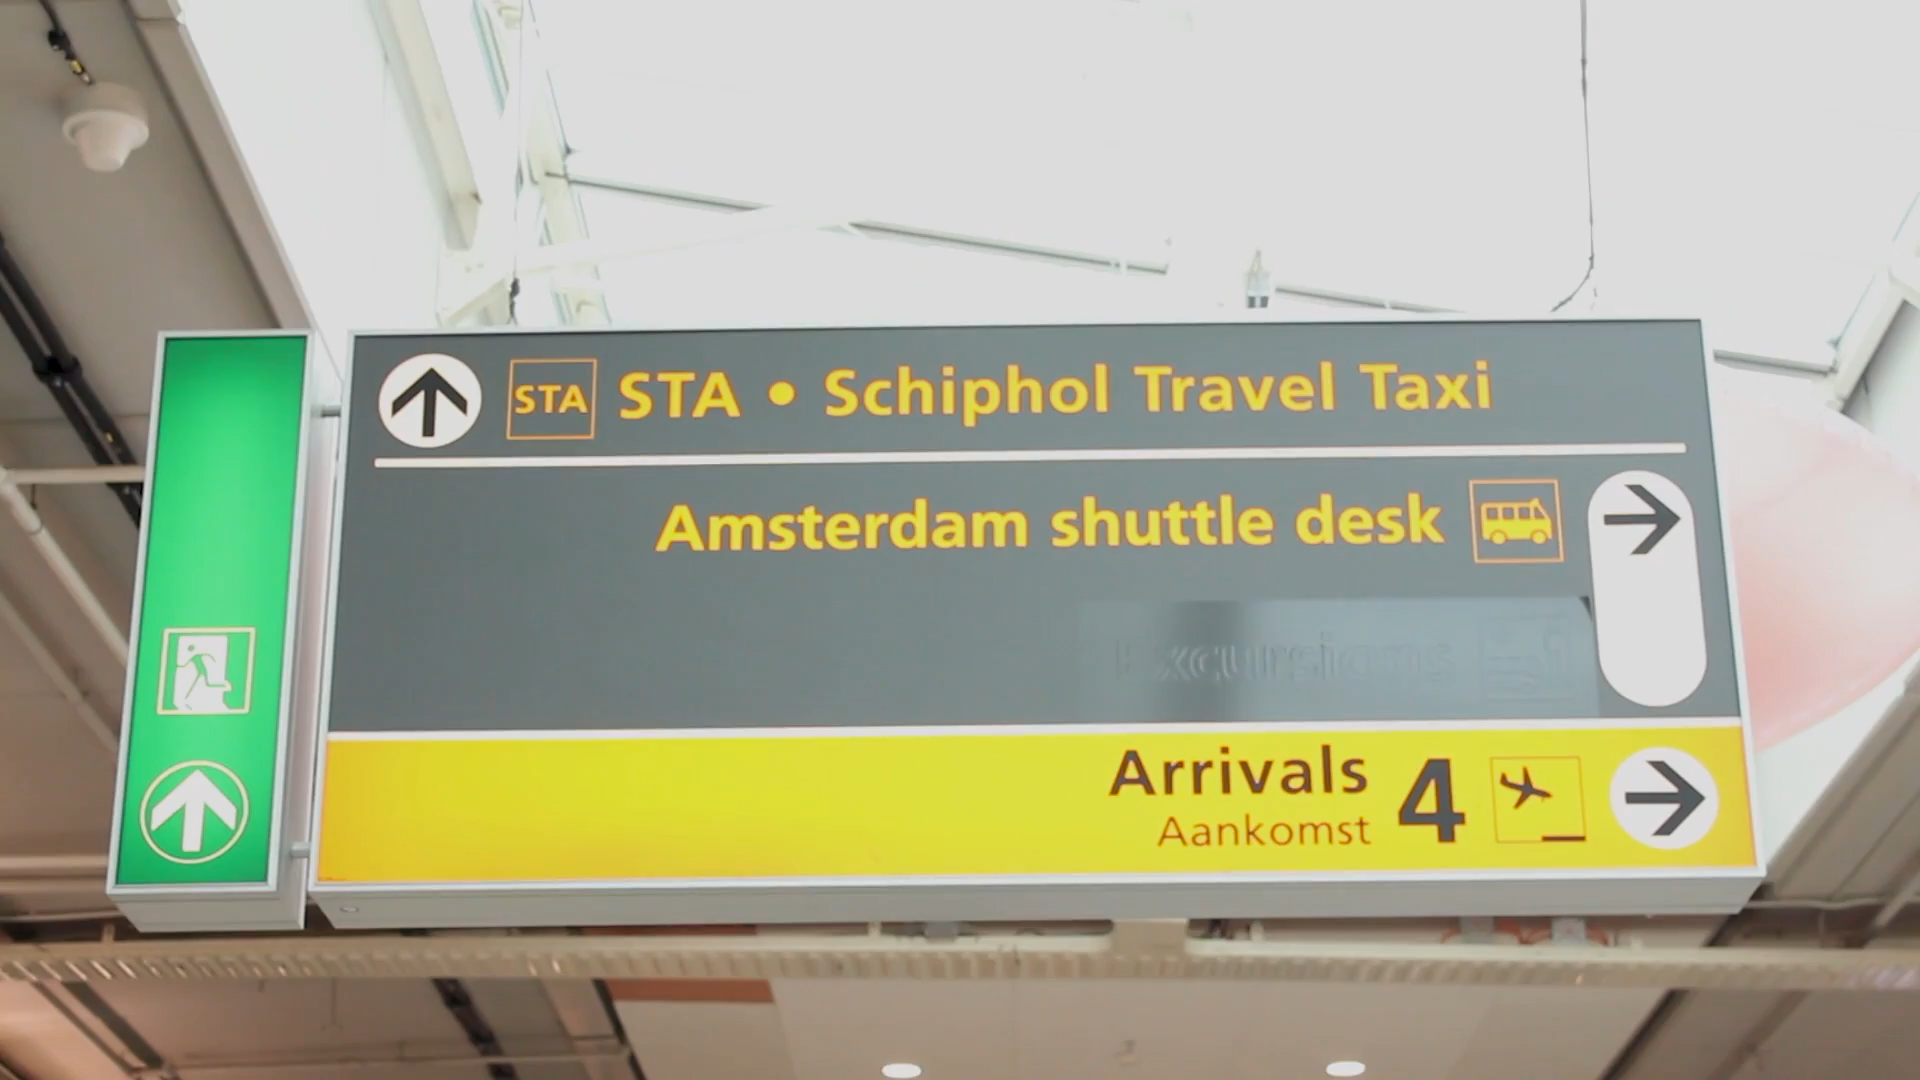 STA STA • Schiphol Travel Taxi
Amsterdam shuttle desk
Excursions
Arrivals 4
Aankomst